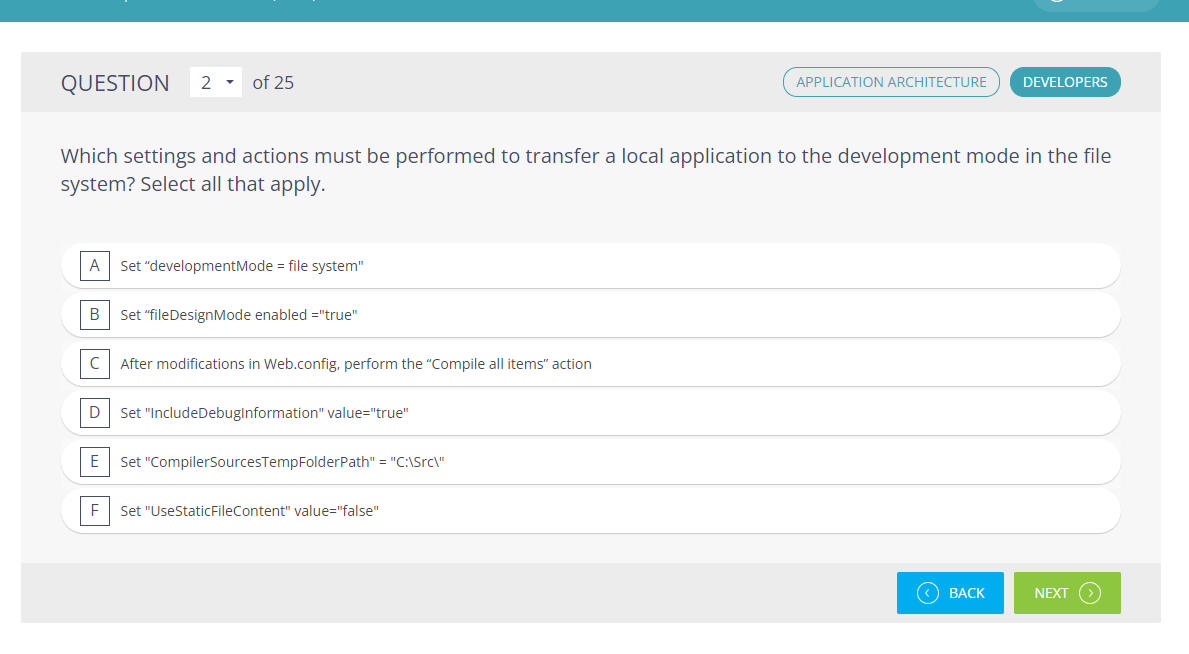 QUESTION 2 of 25
APPLICATION ARCHITECTURE
DEVELOPERS
Which settings and actions must be performed to transfer a local application to the development mode in the file
system? Select all that apply.
A Set “developmentMode = file system"
B Set “fileDesignMode enabled ="true"
C After modifications in Web.config, perform the “Compile all items” action
D Set "IncludeDebugInformation" value="true"
E Set "CompilerSourcesTempFolderPath" = "C:\Src\"
F Set "UseStaticFileContent" value="false"
BACK
NEXT